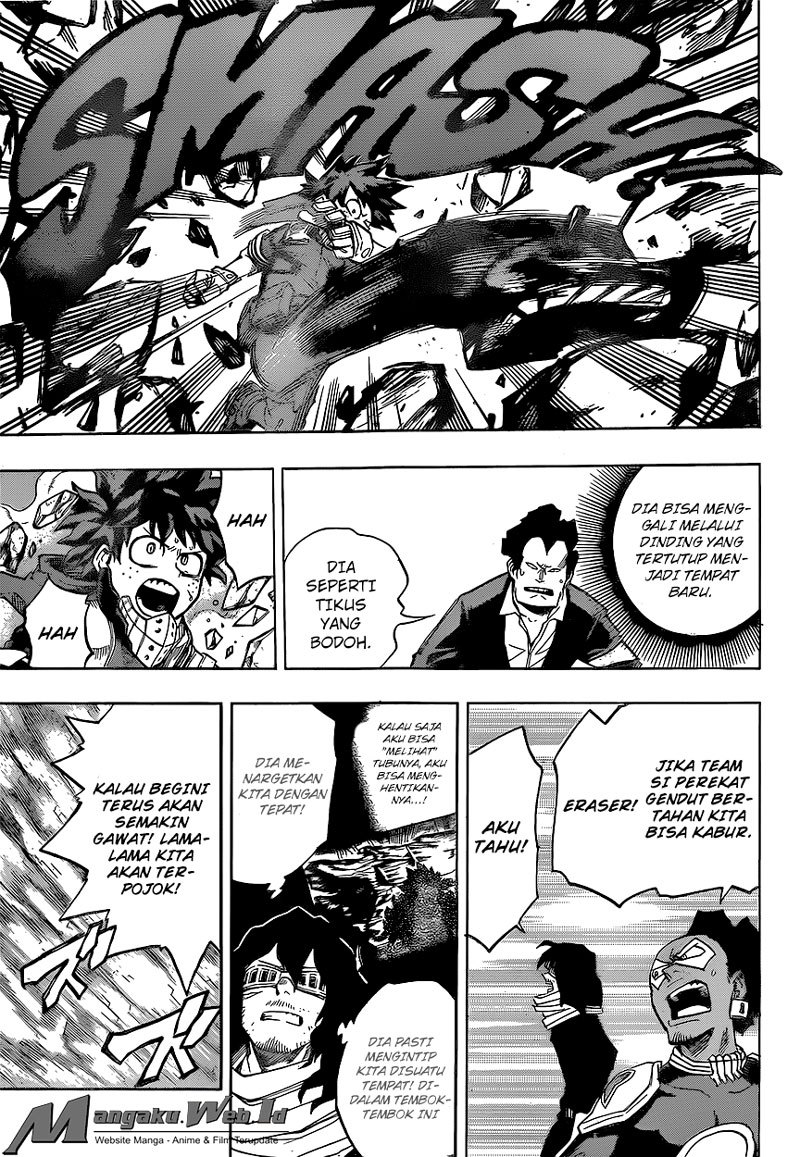 SMASH!
DIA BISA MENG-
GALI MELALUI
DINDING YANG
TERTUTUP MEN-
JADI TEMPAT
BARU.
DIA
SEPERTI
TIKUS
YANG
BODOH.
HAH
HAH
JIKA TEAM
SI PEREKAT
GENDUT BER-
TAHAN KITA
BISA KABUR.
ERASER!
AKU
TAHU!
KALAU SAJA
AKU BISA
"MELIHAT"
TUBUNYA, AKU
BISA MENG-
HENTIKAN-
NYA...!
DIA ME-
NARGETKAN
KITA DENGAN
TEPAT!
DIA PASTI
MENGINTIP
KITA DISUATU
TEMPAT! DI-
DALAM TEMBOK-
TEMBOK INI
KALAU BEGINI
TERUS AKAN
SEMAKIN
GAWAT! LAMA-
LAMA KITA
AKAN TER-
POJOK!
ズズ
Mangaku.Web.Id
Website Manga - Anime & Film Terupdate